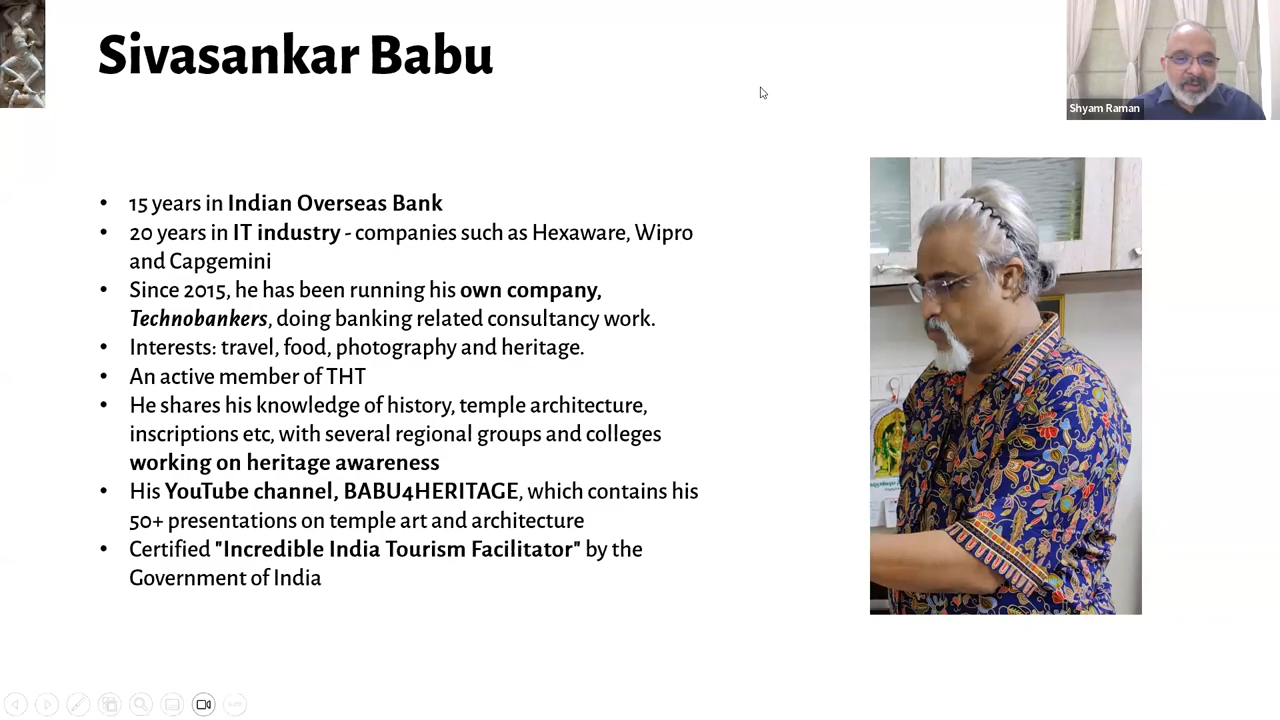 Sivasankar Babu
Shyam Raman
• 15 years in Indian Overseas Bank
• 20 years in IT industry - companies such as Hexaware, Wipro
and Capgemini
• Since 2015, he has been running his own company,
Technobankers, doing banking related consultancy work.
• Interests: travel, food, photography and heritage.
• An active member of THT
• He shares his knowledge of history, temple architecture,
inscriptions etc, with several regional groups and colleges
working on heritage awareness
• His YouTube channel, BABU4HERITAGE, which contains his
50+ presentations on temple art and architecture
• Certified "Incredible India Tourism Facilitator" by the
Government of India